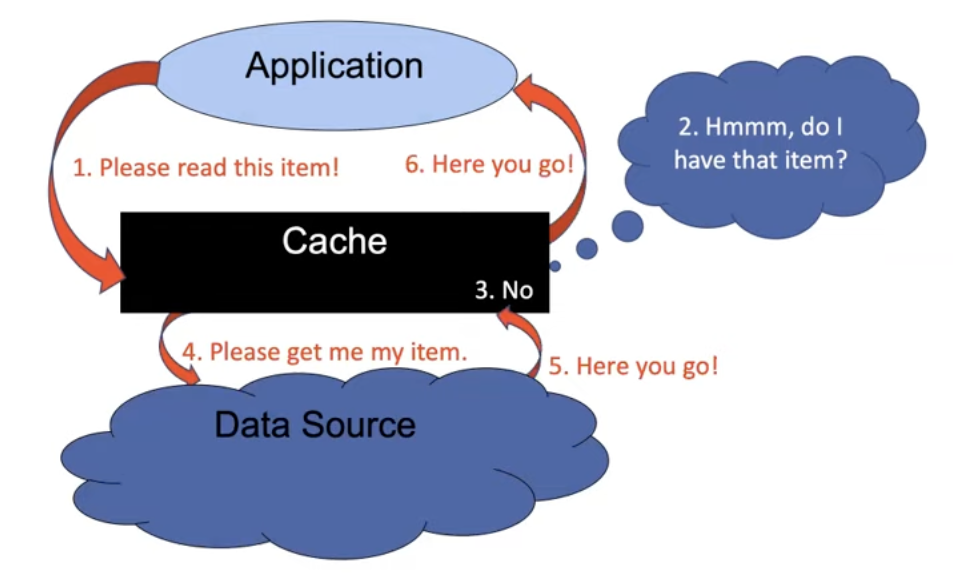 Application
1. Please read this item!
6. Here you go!
2. Hmmm, do I
have that item?
Cache
3. No
4. Please get me my item.
5. Here you go!
Data Source